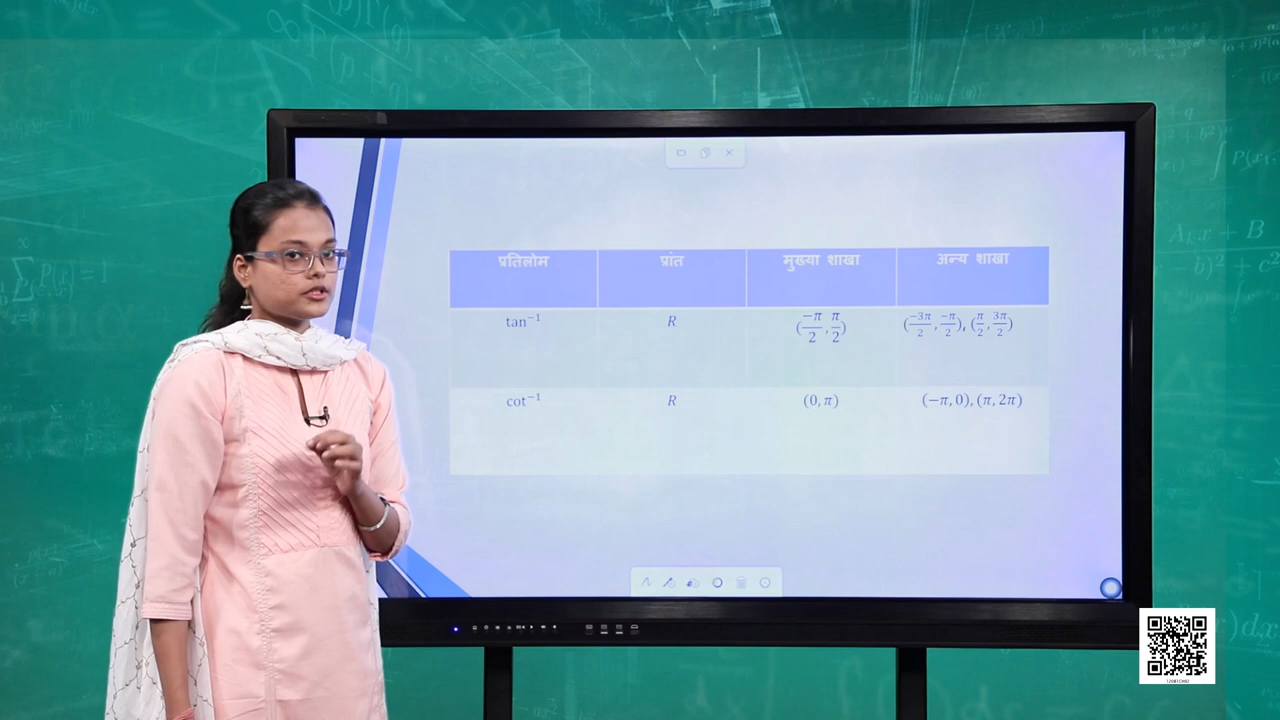 प्रतिलोम प्रांत मुख्या शाखा अन्य शाखा
tan⁻¹ R (−π/2, π/2) (−3π/2, −π/2), (π/2, 3π/2)
cot⁻¹ R (0, π) (−π, 0), (π, 2π)